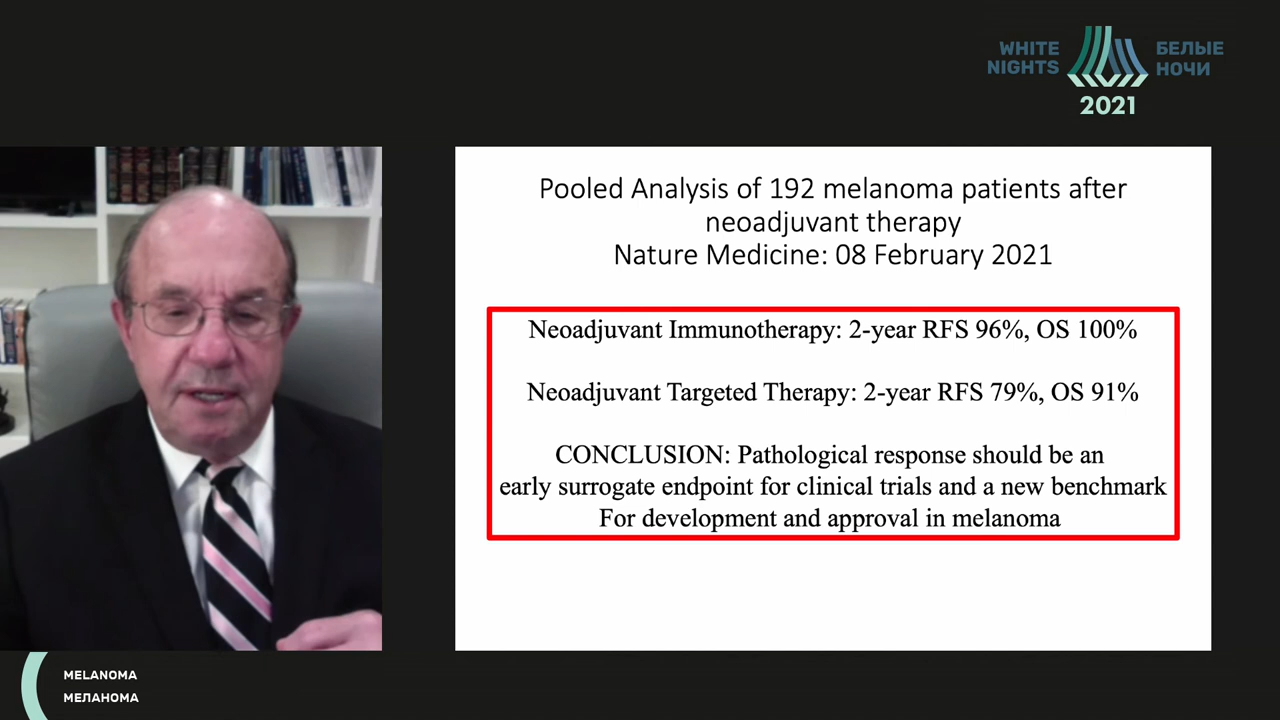 WHITE
NIGHTS
БЕЛЫЕ
НОЧИ
2021
Pooled Analysis of 192 melanoma patients after
neoadjuvant therapy
Nature Medicine: 08 February 2021
Neoadjuvant Immunotherapy: 2-year RFS 96%, OS 100%
Neoadjuvant Targeted Therapy: 2-year RFS 79%, OS 91%
CONCLUSION: Pathological response should be an
early surrogate endpoint for clinical trials and a new benchmark
For development and approval in melanoma
MELANOMA
МЕЛАНОМА